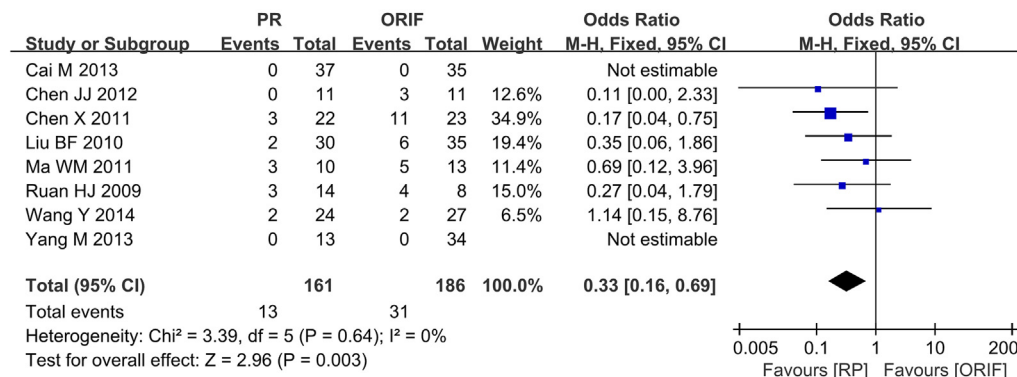 PR ORIF Odds Ratio Odds Ratio
Study or Subgroup Events Total Events Total Weight M-H, Fixed, 95% CI M-H, Fixed, 95% CI
Cai M 2013 0 37 0 35 Not estimable
Chen JJ 2012 0 11 3 11 12.6% 0.11 [0.00, 2.33]
Chen X 2011 3 22 11 23 34.9% 0.17 [0.04, 0.75]
Liu BF 2010 2 30 6 35 19.4% 0.35 [0.06, 1.86]
Ma WM 2011 3 10 5 13 11.4% 0.69 [0.12, 3.96]
Ruan HJ 2009 3 14 4 8 15.0% 0.27 [0.04, 1.79]
Wang Y 2014 2 24 2 27 6.5% 1.14 [0.15, 8.76]
Yang M 2013 0 13 0 34 Not estimable
Total (95% CI) 161 186 100.0% 0.33 [0.16, 0.69]
Total events 13 31
Heterogeneity: Chi² = 3.39, df = 5 (P = 0.64); I² = 0%
Test for overall effect: Z = 2.96 (P = 0.003)
0.005 0.1 1 10 200
Favours [RP] Favours [ORIF]